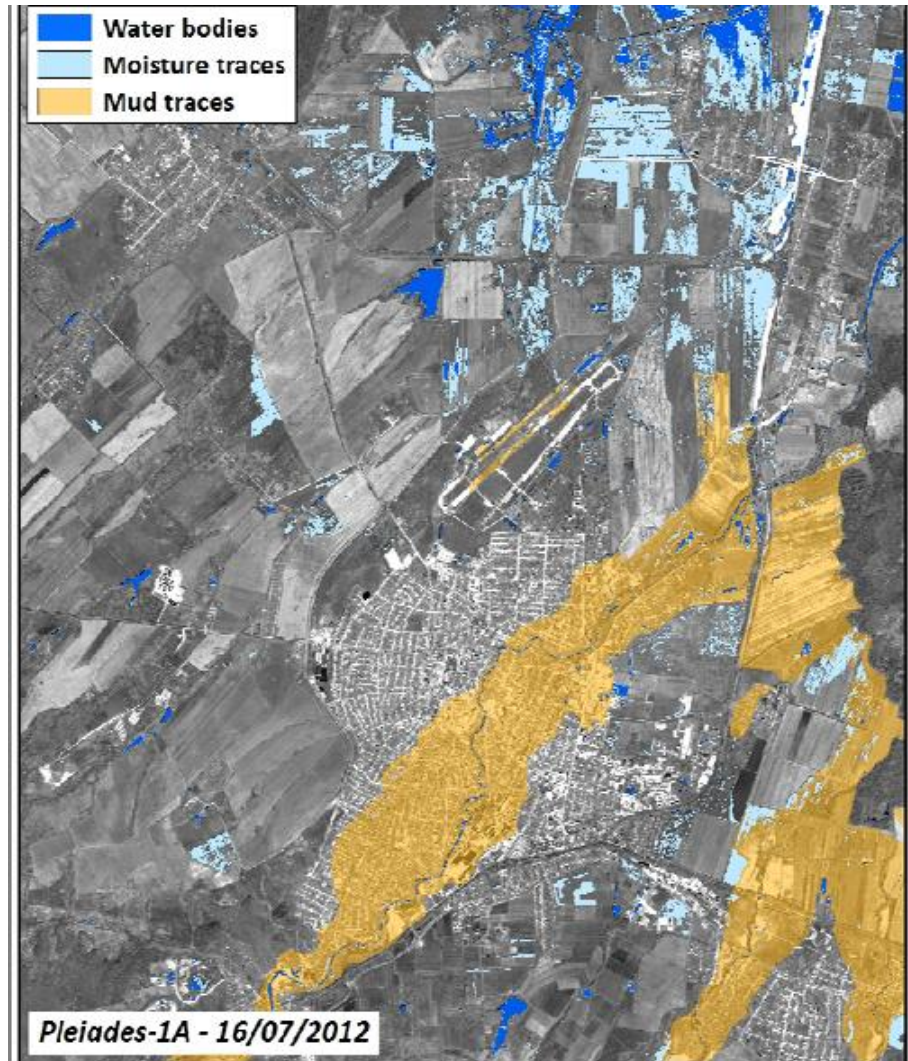 Water bodies
Moisture traces
Mud traces
Pleiades-1A - 16/07/2012